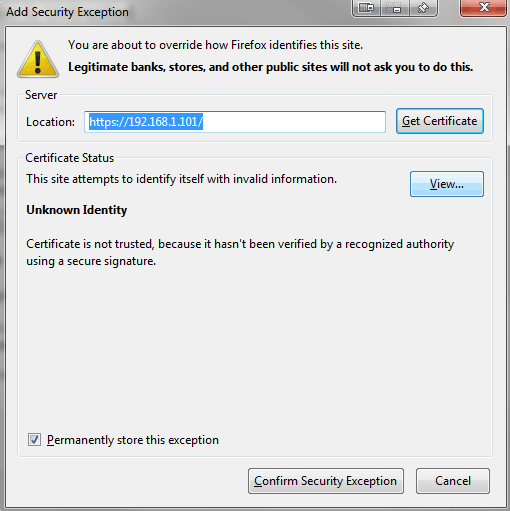 Add Security Exception
You are about to override how Firefox identifies this site.
Legitimate banks, stores, and other public sites will not ask you to do this.
Server
Location: https://192.168.1.101/ Get Certificate
Certificate Status
This site attempts to identify itself with invalid information.
View...
Unknown Identity
Certificate is not trusted, because it hasn't been verified by a recognized authority
using a secure signature.
Permanently store this exception
Confirm Security Exception Cancel